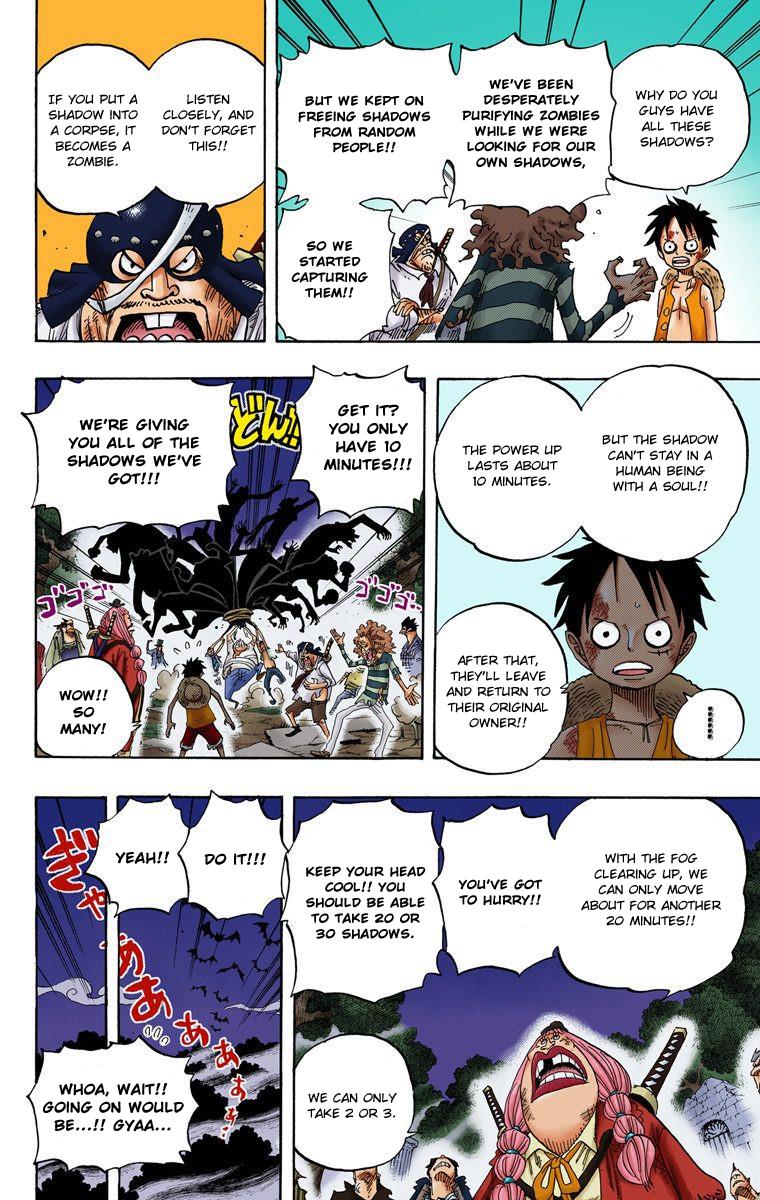 WHY DO YOU
GUYS HAVE
ALL THESE
SHADOWS?
WE'VE BEEN
DESPERATELY
PURIFYING ZOMBIES
WHILE WE WERE
LOOKING FOR OUR
OWN SHADOWS,
BUT WE KEPT ON
FREEING SHADOWS
FROM RANDOM
PEOPLE!!
SO WE
STARTED
CAPTURING
THEM!!
LISTEN
CLOSELY, AND
DON'T FORGET
THIS!!
IF YOU PUT A
SHADOW INTO
A CORPSE, IT
BECOMES A
ZOMBIE.
BUT THE SHADOW
CAN'T STAY IN A
HUMAN BEING
WITH A SOUL!!
THE POWER UP
LASTS ABOUT
10 MINUTES.
AFTER THAT,
THEY'LL LEAVE
AND RETURN TO
THEIR ORIGINAL
OWNER!!
GET IT?
YOU ONLY
HAVE 10
MINUTES!!!
どん!!
WE'RE GIVING
YOU ALL OF THE
SHADOWS WE'VE
GOT!!!
ゴゴゴ‥
ゴゴゴ
WOW!!
SO
MANY!
WITH THE FOG
CLEARING UP, WE
CAN ONLY MOVE
ABOUT FOR ANOTHER
20 MINUTES!!
YOU'VE GOT
TO HURRY!!
KEEP YOUR HEAD
COOL!! YOU
SHOULD BE ABLE
TO TAKE 20 OR
30 SHADOWS.
WE CAN ONLY
TAKE 2 OR 3.
DO IT!!!
YEAH!!
ぎゃああああああ‥!
WHOA, WAIT!!
GOING ON WOULD
BE...!! GYAA...